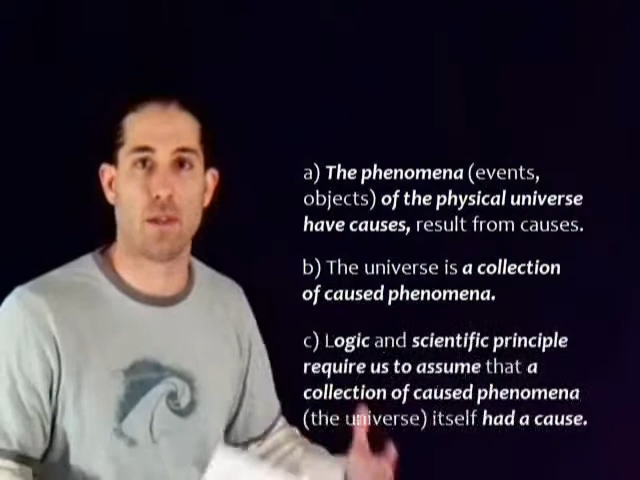 a) The phenomena (events,
objects) of the physical universe
have causes, result from causes.
b) The universe is a collection
of caused phenomena.
c) Logic and scientific principle
require us to assume that a
collection of caused phenomena
(the universe) itself had a cause.